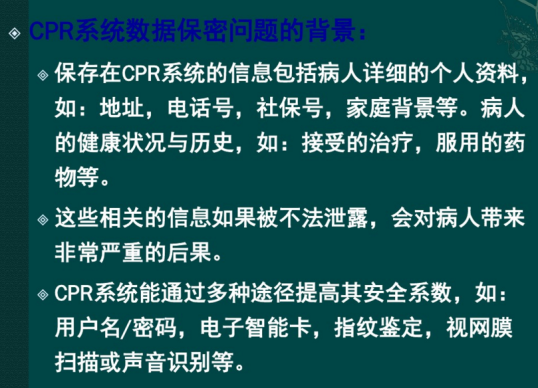 CPR系统数据保密问题的背景：
保存在CPR系统的信息包括病人详细的个人资料，
如：地址，电话号，社保号，家庭背景等。病人
的健康状况与历史，如：接受的治疗，服用的药
物等。
这些相关的信息如果被不法泄露，会对病人带来
非常严重的后果。
CPR系统能通过多种途径提高其安全系数，如：
用户名/密码，电子智能卡，指纹鉴定，视网膜
扫描或声音识别等。